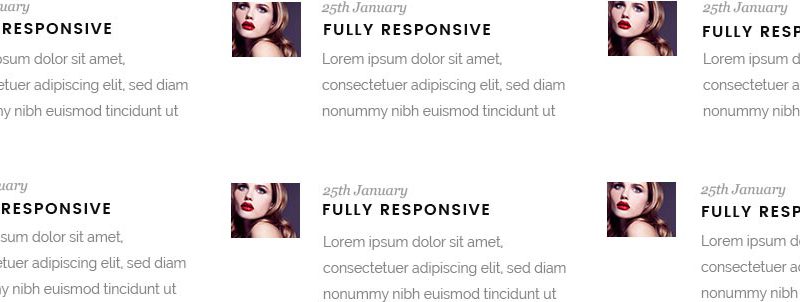 uary
RESPONSIVE
psum dolor sit amet,
etuer adipiscing elit, sed diam
ny nibh euismod tincidunt ut
25th January
FULLY RESPONSIVE
Lorem ipsum dolor sit amet,
consectetuer adipiscing elit, sed diam
nonummy nibh euismod tincidunt ut
25th January
FULLY RESP
Lorem ipsum d
consectetuer a
nonummy nibh
uary
RESPONSIVE
sum dolor sit amet,
etuer adipiscing elit, sed diam
ny nibh euismod tincidunt ut
25th January
FULLY RESPONSIVE
Lorem ipsum dolor sit amet,
consectetuer adipiscing elit, sed diam
nonummy nibh euismod tincidunt ut
25th January
FULLY RESP
Lorem ipsum do
consectetuer a
nonummy nibh